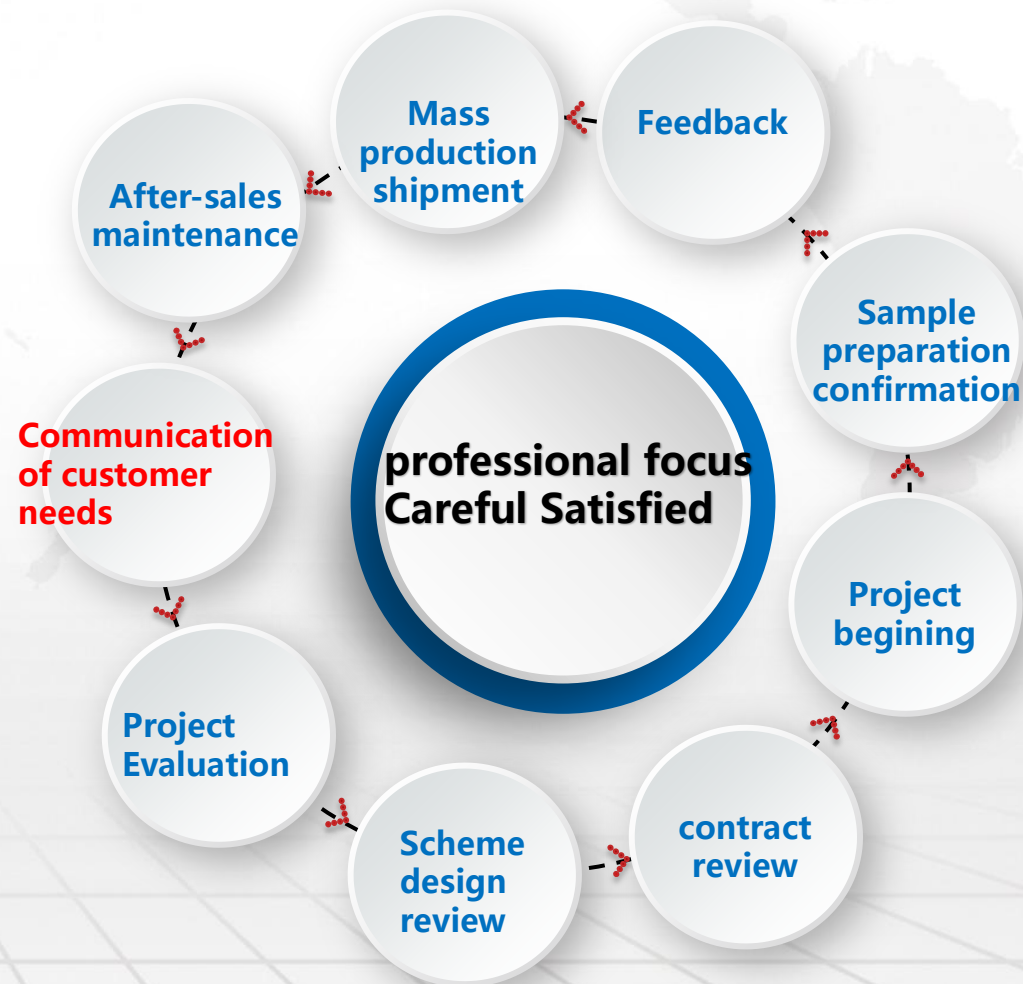 Mass
production
shipment
Feedback
After-sales
maintenance
Sample
preparation
confirmation
Communication
of customer
needs
professional focus
Careful Satisfied
Project
begining
Project
Evaluation
Scheme
design
review
contract
review